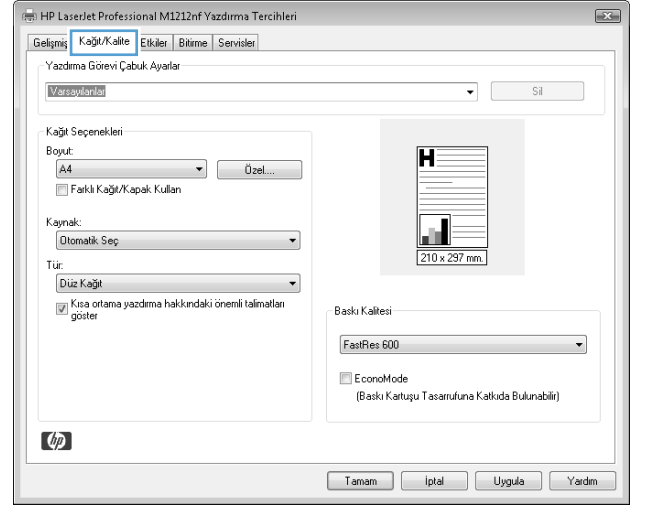 HP LaserJet Professional M1212nf Yazdırma Tercihleri
Gelişmiş Kağıt/Kalite Etkiler Bitirme Servisler
Yazdırma Görevi Çabuk Ayarlar
Varsayılanlar Sil
Kağıt Seçenekleri
Boyut:
A4 Özel....
Farklı Kağıt/Kapak Kullan
Kaynak:
Otomatik Seç
Tür:
Düz Kağıt
Kısa ortama yazdırma hakkındaki önemli talimatları
göster
H
210 x 297 mm.
Baskı Kalitesi
FastRes 600
EconoMode
(Baskı Kartuşu Tasarrufuna Katkıda Bulunabilir)
hp
Tamam İptal Uygula Yardım